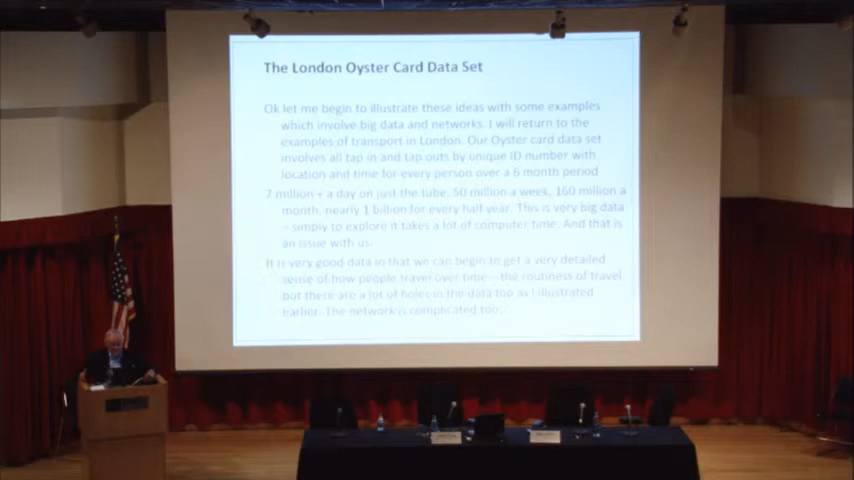 The London Oyster Card Data Set
Ok let me begin to illustrate these ideas with some examples
which involve big data and networks. I will return to the
examples of transport in London. Our Oyster card data set
involves all tap in and tap outs by unique ID number with
location and time for every person over a 6 month period
7 million + a day on just the tube, 50 million a week, 160 million a
month, nearly 1 billion for every half year. This is very big data
– simply to explore it takes a lot of computer time. And that is
an issue with us.
It is very good data in that we can begin to get a very detailed
sense of how people travel over time – the routiness of travel
but there are a lot of holes in the data too as I illustrated
earlier. The network is complicated too.